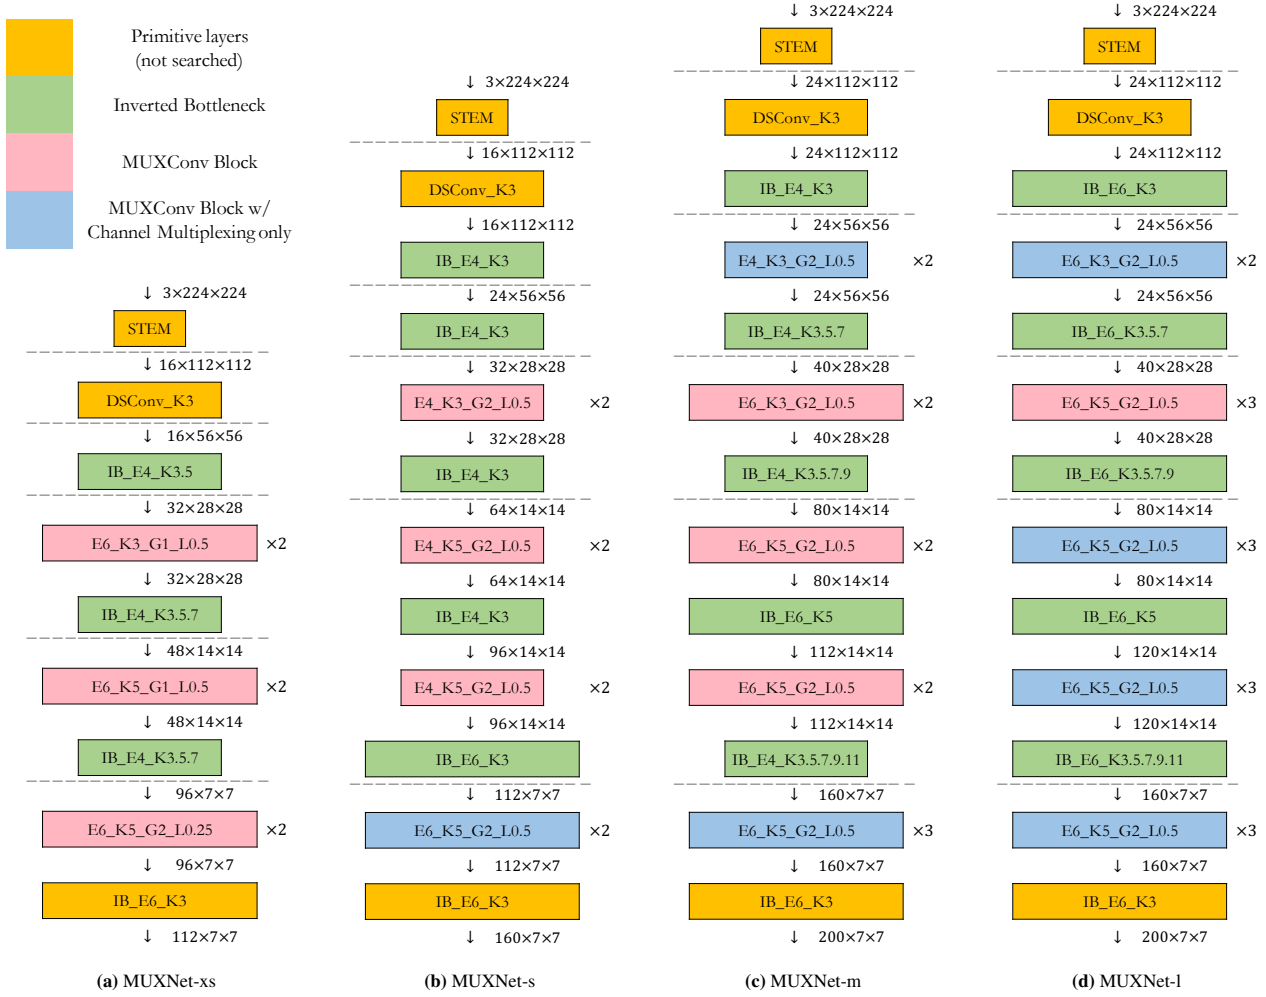 Primitive layers
(not searched)
Inverted Bottleneck
MUXConv Block
MUXConv Block w/
Channel Multiplexing only
↓ 3×224×224
STEM
↓ 16×112×112
DSConv_K3
↓ 16×56×56
IB_E4_K3.5
↓ 32×28×28
E6_K3_G1_L0.5 ×2
↓ 32×28×28
IB_E4_K3.5.7
↓ 48×14×14
E6_K5_G1_L0.5 ×2
↓ 48×14×14
IB_E4_K3.5.7
↓ 96×7×7
E6_K5_G2_L0.25 ×2
↓ 96×7×7
IB_E6_K3
↓ 112×7×7
(a) MUXNet-xs
↓ 3×224×224
STEM
↓ 16×112×112
DSConv_K3
↓ 16×112×112
IB_E4_K3
↓ 24×56×56
IB_E4_K3
↓ 32×28×28
E4_K3_G2_L0.5 ×2
↓ 32×28×28
IB_E4_K3
↓ 64×14×14
E4_K5_G2_L0.5 ×2
↓ 64×14×14
IB_E4_K3
↓ 96×14×14
E4_K5_G2_L0.5 ×2
↓ 96×14×14
IB_E6_K3
↓ 112×7×7
E6_K5_G2_L0.5 ×2
↓ 112×7×7
IB_E6_K3
↓ 160×7×7
(b) MUXNet-s
↓ 3×224×224
STEM
↓ 24×112×112
DSConv_K3
↓ 24×112×112
IB_E4_K3
↓ 24×56×56
E4_K3_G2_L0.5 ×2
↓ 24×56×56
IB_E4_K3.5.7
↓ 40×28×28
E6_K3_G2_L0.5 ×2
↓ 40×28×28
IB_E4_K3.5.7.9
↓ 80×14×14
E6_K5_G2_L0.5 ×2
↓ 80×14×14
IB_E6_K5
↓ 112×14×14
E6_K5_G2_L0.5 ×2
↓ 112×14×14
IB_E4_K3.5.7.9.11
↓ 160×7×7
E6_K5_G2_L0.5 ×3
↓ 160×7×7
IB_E6_K3
↓ 200×7×7
(c) MUXNet-m
↓ 3×224×224
STEM
↓ 24×112×112
DSConv_K3
↓ 24×112×112
IB_E6_K3
↓ 24×56×56
E6_K3_G2_L0.5 ×2
↓ 24×56×56
IB_E6_K3.5.7
↓ 40×28×28
E6_K5_G2_L0.5 ×3
↓ 40×28×28
IB_E6_K3.5.7.9
↓ 80×14×14
E6_K5_G2_L0.5 ×3
↓ 80×14×14
IB_E6_K5
↓ 120×14×14
E6_K5_G2_L0.5 ×3
↓ 120×14×14
IB_E6_K3.5.7.9.11
↓ 160×7×7
E6_K5_G2_L0.5 ×3
↓ 160×7×7
IB_E6_K3
↓ 200×7×7
(d) MUXNet-l